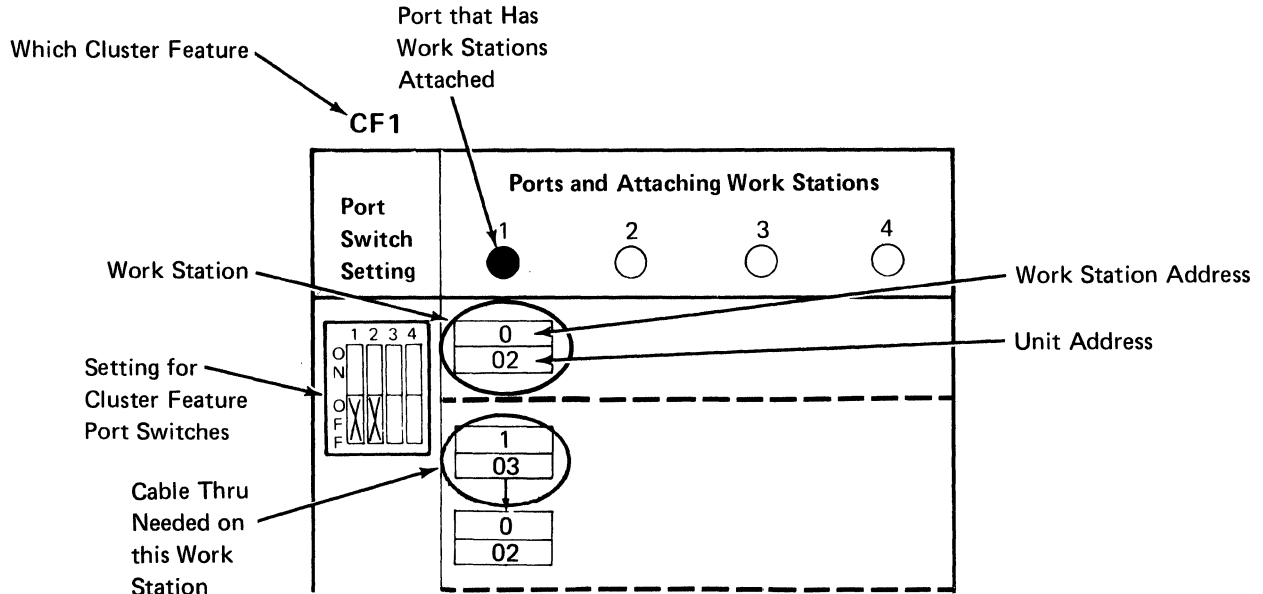 Port that Has
Work Stations
Attached
Which Cluster Feature
CF1
Ports and Attaching Work Stations
Port
Switch
Setting
1 2 3 4
Work Station
Work Station Address
0
02
Unit Address
1 2 3 4
ON
OFF
Setting for
Cluster Feature
Port Switches
1
03
Cable Thru
Needed on
this Work
Station
0
02